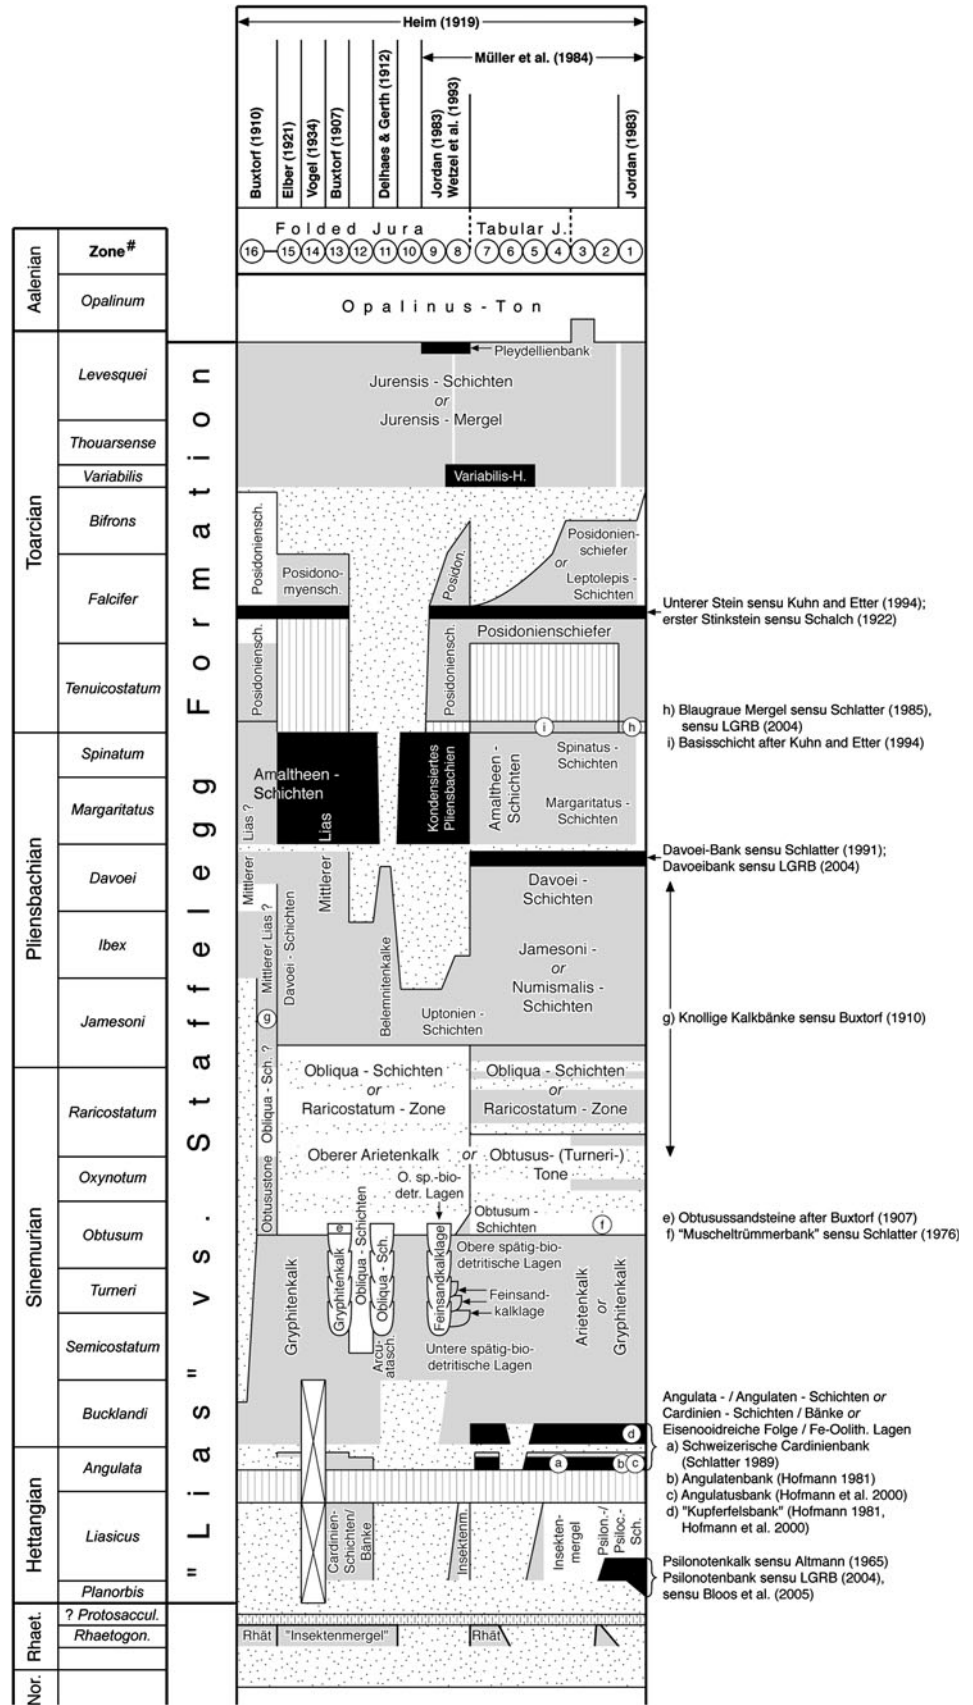 Heim (1919)
Müller et al. (1984)
Buxtorf (1910)
Elber (1921)
Vogel (1934)
Buxtorf (1907)
Delhaes & Gerth (1912)
Jordan (1983)
Wetzel et al. (1993)
Jordan (1983)
Folded Jura
Tabular J.
16 15 14 13 12 11 10 9 8 7 6 5 4 3 2 1
Zone#
Aalenian
Opalinum
Opalinus-Ton
Toarcian
Levesquei
Thouarsense
Variabilis
Bifrons
Falcifer
Tenuicostatum
Pliensbachian
Spinatum
Margaritatus
Davoei
Ibex
Jamesoni
Sinemurian
Raricostatum
Oxynotum
Obtusum
Turneri
Semicostatum
Bucklandi
Hettangian
Angulata
Liasicus
Planorbis
Rhaet.
? Protosaccul.
Rhaetogon.
Nor.
"Lias" vs. Staffelegg Formation
Pleydellienbank
Jurensis - Schichten
or
Jurensis - Mergel
Variabilis-H.
Posidoniensch.
Posidono-
myensch.
Posidon.
Posidonien-
schiefer
or
Leptolepis -
Schichten
Unterer Stein sensu Kuhn and Etter (1994);
erster Stinkstein sensu Schalch (1922)
Posidoniensch.
Posidoniensch.
Posidonienschiefer
i
h
h) Blaugraue Mergel sensu Schlatter (1985),
sensu LGRB (2004)
i) Basisschicht after Kuhn and Etter (1994)
Amaltheen -
Schichten
Mittlerer Lias ?
Mittlerer Lias
Kondensiertes
Pliensbachien
Amaltheen -
Schichten
Spinatus -
Schichten
Margaritatus -
Schichten
Davoei-Bank sensu Schlatter (1991);
Davoeibank sensu LGRB (2004)
Mittlerer Lias ?
Davoei - Schichten
Belemnitenkalke
Uptonien -
Schichten
Davoei -
Schichten
Jamesoni -
or
Numismalis -
Schichten
g
g) Knollige Kalkbänke sensu Buxtorf (1910)
Obliqua - Sch. ?
Obliqua - Schichten
or
Raricostatum - Zone
Obliqua - Schichten
or
Raricostatum - Zone
Obtusustone
Oberer Arietenkalk or Obtusus- (Turneri-)
Tone
O. sp.-bio-
detr. Lagen
Obtusum -
Schichten
f
e
e) Obtusussandsteine after Buxtorf (1907)
f) "Muscheltrümmerbank" sensu Schlatter (1976)
Gryphitenkalk
Gryphitenkalk
Obliqua - Schichten
Obliqua - Sch.
Arcu-
atasch.
Feinsandkalklage
Obere spätig-bio-
detritische Lagen
Feinsand-
kalklage
Untere spätig-bio-
detritische Lagen
Arietenkalk
or
Gryphitenkalk
d
a
b
c
Angulata - / Angulaten - Schichten or
Cardinien - Schichten / Bänke or
Eisenooidreiche Folge / Fe-Oolith. Lagen
a) Schweizerische Cardinienbank
(Schlatter 1989)
b) Angulatenbank (Hofmann 1981)
c) Angulatusbank (Hofmann et al. 2000)
d) "Kupferfelsbank" (Hofmann 1981,
Hofmann et al. 2000)
Cardinien-
Schichten/
Bänke
Insektenm.
Insekten-
mergel
Psilon.-/
Psiloc.-
Sch.
Psilonotenkalk sensu Altmann (1965)
Psilonotenbank sensu LGRB (2004),
sensu Bloos et al. (2005)
Rhät
"Insektenmergel"
Rhät